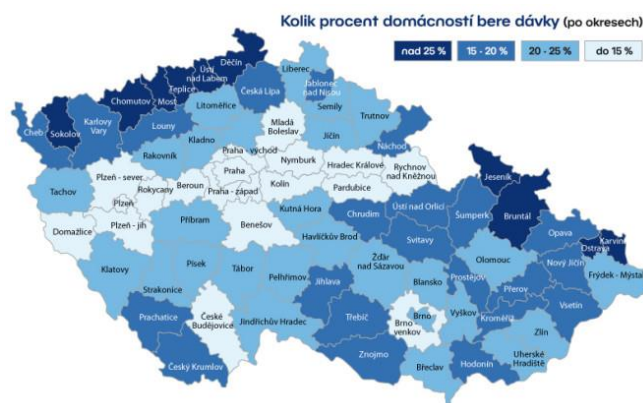 Kolik procent domácností bere dávky (po okresech)
nad 25 %
15 - 20 %
20 - 25 %
do 15 %
Děčín
Ústí
nad Labem
Teplice
Most
Chomutov
Liberec
Jablonec
nad Nisou
Česká Lípa
Semily
Trutnov
Litoměřice
Cheb
Sokolov
Karlovy
Vary
Louny
Mladá
Boleslav
Jičín
Náchod
Kladno
Rakovník
Praha - východ
Praha
Praha - západ
Nymburk
Hradec Králové
Rychnov
nad Kněžnou
Tachov
Plzeň - sever
Rokycany
Beroun
Kolín
Pardubice
Jeseník
Plzeň
Plzeň - jih
Domažlice
Příbram
Benešov
Kutná Hora
Chrudim
Ústí nad Orlicí
Šumperk
Bruntál
Opava
Ostrava
Karviná
Havlíčkův Brod
Svitavy
Klatovy
Písek
Tábor
Pelhřimov
Žďár
nad Sázavou
Olomouc
Nový Jičín
Frýdek - Místek
Strakonice
Jihlava
Blansko
Prostějov
Přerov
Vsetín
Prachatice
České
Budějovice
Jindřichův Hradec
Třebíč
Brno
Brno -
venkov
Vyškov
Kroměříž
Zlín
Český Krumlov
Znojmo
Břeclav
Hodonín
Uherské
Hradiště